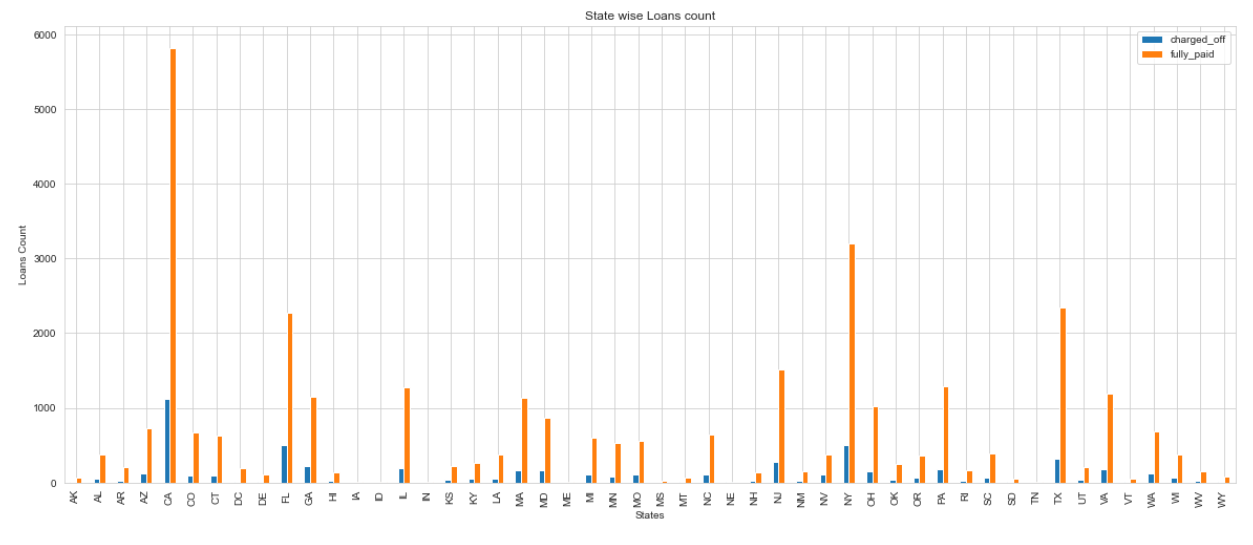 State wise Loans count
charged_off
fully_paid
6000
5000
4000
3000
2000
1000
0
Loans Count
AK
AL
AR
AZ
CA
CO
CT
DC
DE
FL
GA
HI
IA
ID
IL
IN
KS
KY
LA
MA
MD
ME
MI
MN
MO
MS
MT
NC
NE
NH
NJ
NM
NV
NY
OH
OK
OR
PA
RI
SC
SD
TN
TX
UT
VA
VT
WA
WI
WV
WY
States